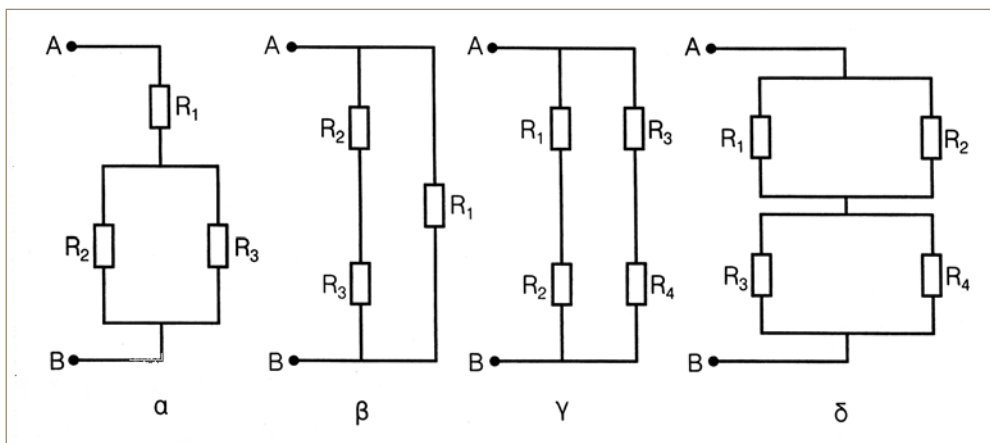 A
R₁
R₂
R₃
B
α
A
R₂
R₁
R₃
B
β
A
R₁
R₃
R₂
R₄
B
γ
A
R₁
R₂
R₃
R₄
B
δ